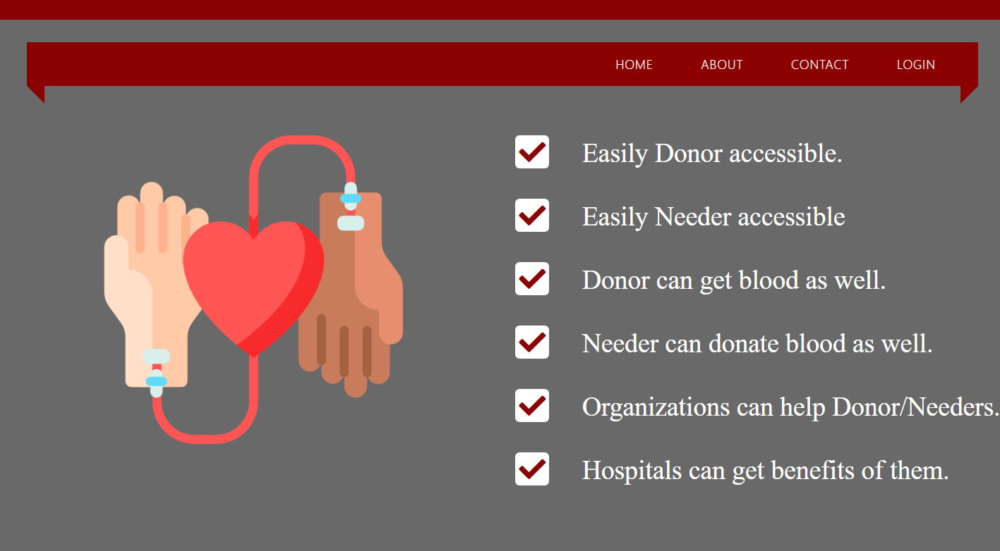 HOME ABOUT CONTACT LOGIN
Easily Donor accessible.
Easily Needer accessible
Donor can get blood as well.
Needer can donate blood as well.
Organizations can help Donor/Needers.
Hospitals can get benefits of them.